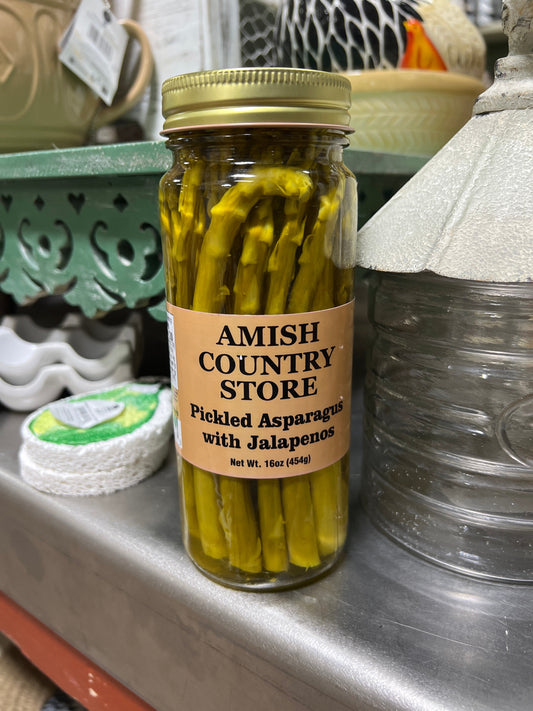 AMISH
COUNTRY
STORE
Pickled Asparagus
with Jalapenos
Net Wt. 16oz (454g)